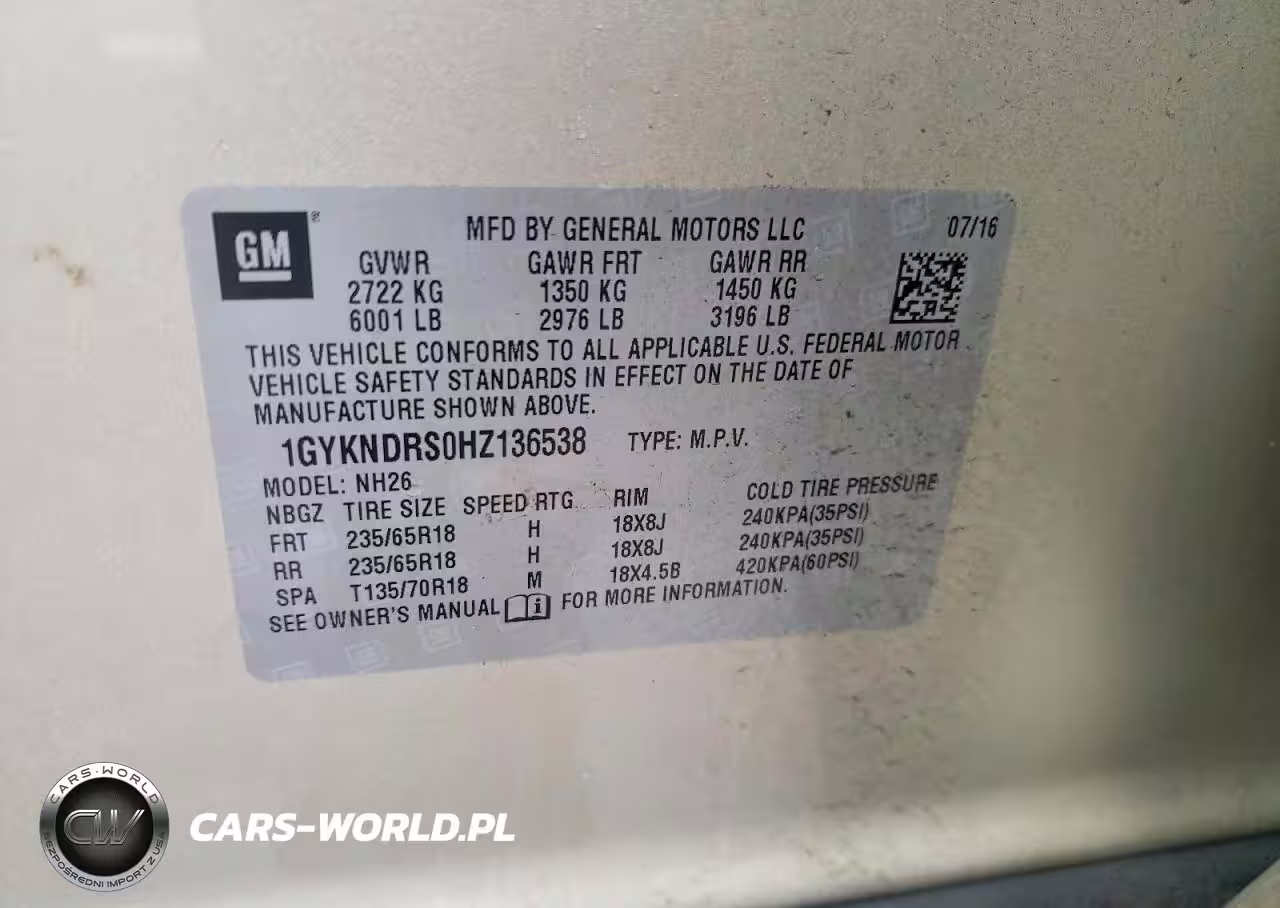 GM ®
MFD BY GENERAL MOTORS LLC 07/16
GVWR GAWR FRT GAWR RR
2722 KG 1350 KG 1450 KG
6001 LB 2976 LB 3196 LB
THIS VEHICLE CONFORMS TO ALL APPLICABLE U.S. FEDERAL MOTOR
VEHICLE SAFETY STANDARDS IN EFFECT ON THE DATE OF
MANUFACTURE SHOWN ABOVE.
1GYKNDRS0HZ136538 TYPE: M.P.V.
MODEL: NH26
NBGZ TIRE SIZE SPEED RTG RIM COLD TIRE PRESSURE
FRT 235/65R18 H 18X8J 240KPA(35PSI)
RR 235/65R18 H 18X8J 240KPA(35PSI)
SPA T135/70R18 M 18X4.5B 420KPA(60PSI)
SEE OWNER'S MANUAL i FOR MORE INFORMATION.
CARS-WORLD
CW
BEZPOŚREDNI IMPORT Z USA
CARS-WORLD.PL